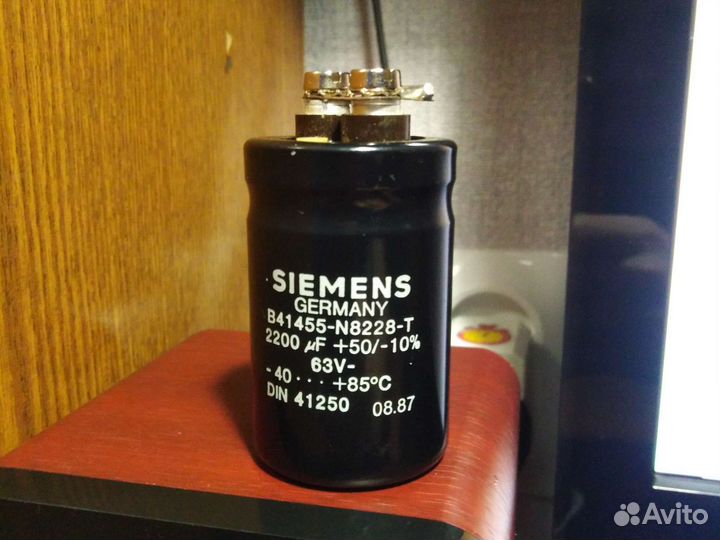 SIEMENS
GERMANY
B41455-N8228-T
2200 µF +50/-10%
63V-
-40 · · · +85°C
DIN 41250 08.87
Avito